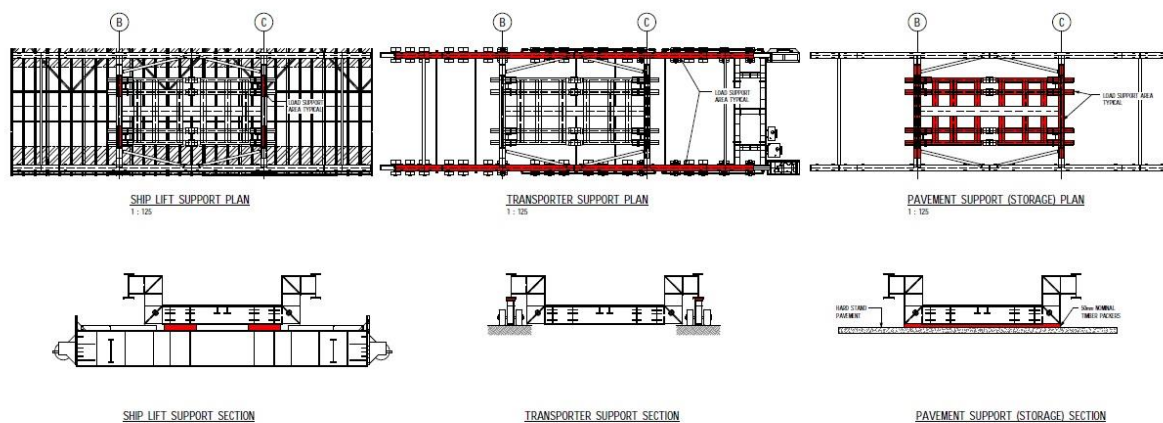 B
C
B
C
B
C
LOAD SUPPORT
AREA TYPICAL
LOAD SUPPORT
AREA TYPICAL
LOAD SUPPORT AREA
TYPICAL
SHIP LIFT SUPPORT PLAN
1 : 125
TRANSPORTER SUPPORT PLAN
1 : 125
PAVEMENT SUPPORT (STORAGE) PLAN
1 : 125
HARD STAND
PAVEMENT
50mm NOMINAL
TIMBER PACKERS
SHIP LIFT SUPPORT SECTION
TRANSPORTER SUPPORT SECTION
PAVEMENT SUPPORT (STORAGE) SECTION